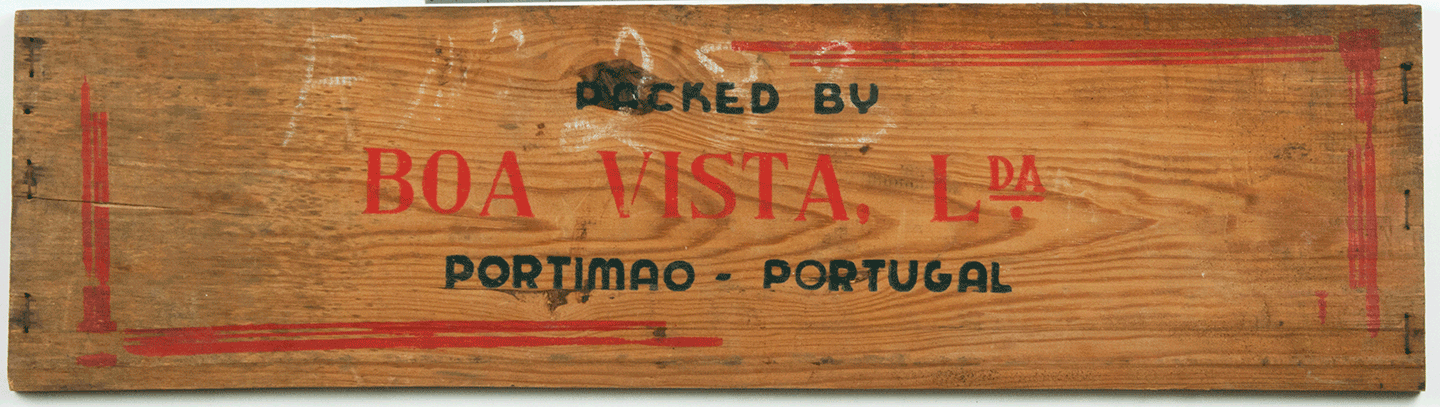 PACKED BY
BOA VISTA, LDA.
PORTIMAO - PORTUGAL